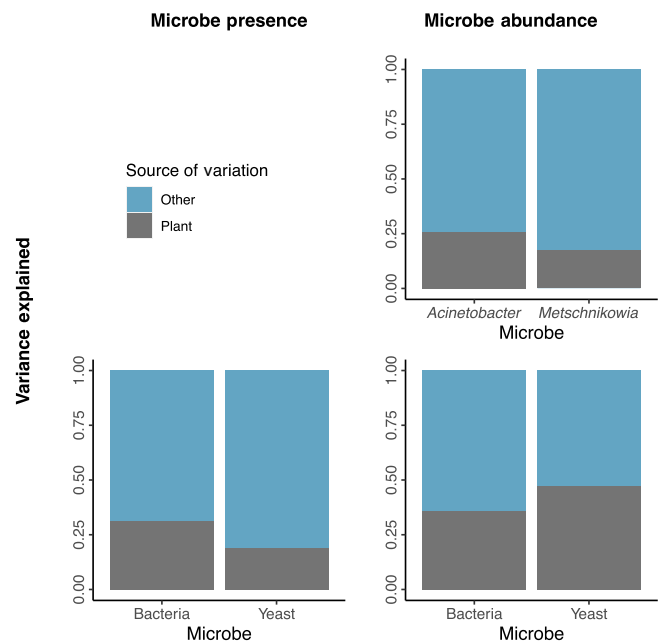 Microbe presence
Microbe abundance
Source of variation
Other
Plant
Variance explained
1.00
0.75
0.50
0.25
0.00
Acinetobacter Metschnikowia
Microbe
1.00
0.75
0.50
0.25
0.00
Bacteria Yeast
Microbe
1.00
0.75
0.50
0.25
0.00
Bacteria Yeast
Microbe